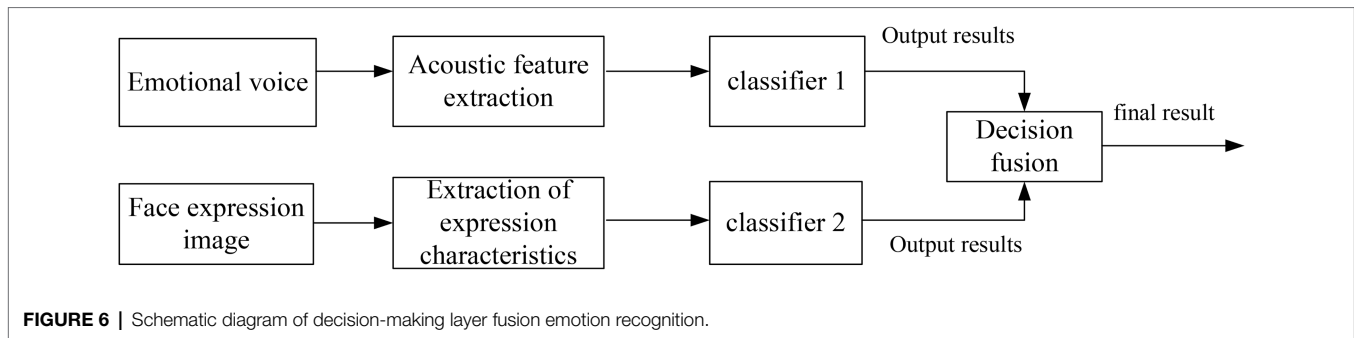 Output results
Emotional voice
Acoustic feature
extraction
classifier 1
Decision
fusion
final result
Face expression
image
Extraction of
expression
characteristics
classifier 2
Output results
FIGURE 6 | Schematic diagram of decision-making layer fusion emotion recognition.